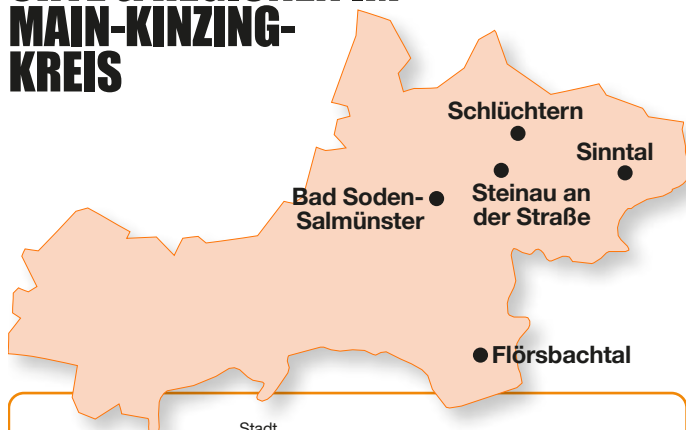 MAIN-KINZING-
KREIS
Schlüchtern
Sinntal
Bad Soden-
Salmünster
Steinau an
der Straße
Flörsbachtal
Stadt